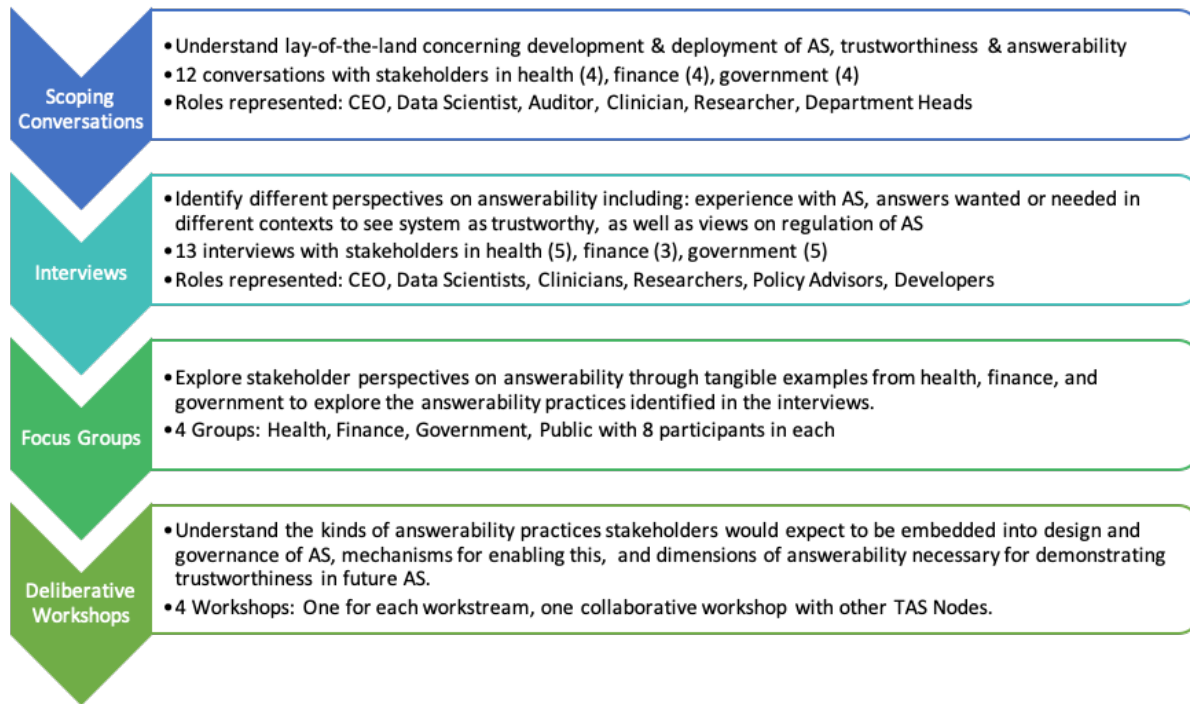 Scoping
Conversations
•Understand lay-of-the-land concerning development & deployment of AS, trustworthiness & answerability
•12 conversations with stakeholders in health (4), finance (4), government (4)
•Roles represented: CEO, Data Scientist, Auditor, Clinician, Researcher, Department Heads
Interviews
•Identify different perspectives on answerability including: experience with AS, answers wanted or needed in
different contexts to see system as trustworthy, as well as views on regulation of AS
•13 interviews with stakeholders in health (5), finance (3), government (5)
•Roles represented: CEO, Data Scientists, Clinicians, Researchers, Policy Advisors, Developers
Focus Groups
•Explore stakeholder perspectives on answerability through tangible examples from health, finance, and
government to explore the answerability practices identified in the interviews.
•4 Groups: Health, Finance, Government, Public with 8 participants in each
Deliberative
Workshops
•Understand the kinds of answerability practices stakeholders would expect to be embedded into design and
governance of AS, mechanisms for enabling this, and dimensions of answerability necessary for demonstrating
trustworthiness in future AS.
•4 Workshops: One for each workstream, one collaborative workshop with other TAS Nodes.